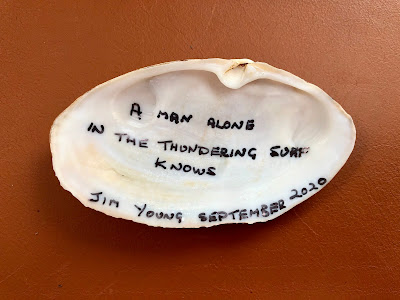 A MAN ALONE
IN THE THUNDERING SURF
KNOWS
JIM YOUNG SEPTEMBER 2020